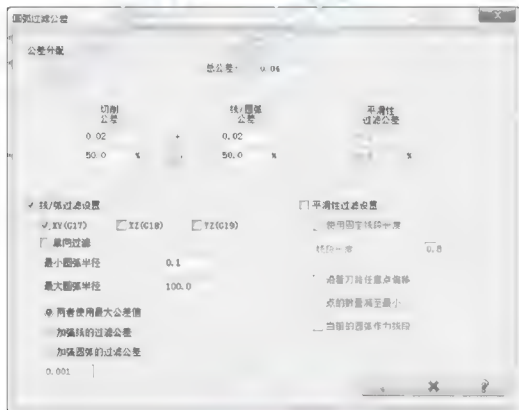 圆弧过滤公差
公差分配
总公差: 0.04
切削公差
线/圆弧公差
平滑性过滤公差
0.02 + 0.02
50.0 % 50.0 % %
线/弧过滤设置
平滑性过滤设置
XY(G17) XZ(G18) YZ(G19)
使用固定线段长度
单向过滤
线段长度 0.8
最小圆弧半径 0.1
最大圆弧半径 100.0
沿着刀路任意点偏移
点的数量减至最小
两者使用最大公差值
当前的圆弧作为线段
加强线的过滤公差
加强圆弧的过滤公差
0.001